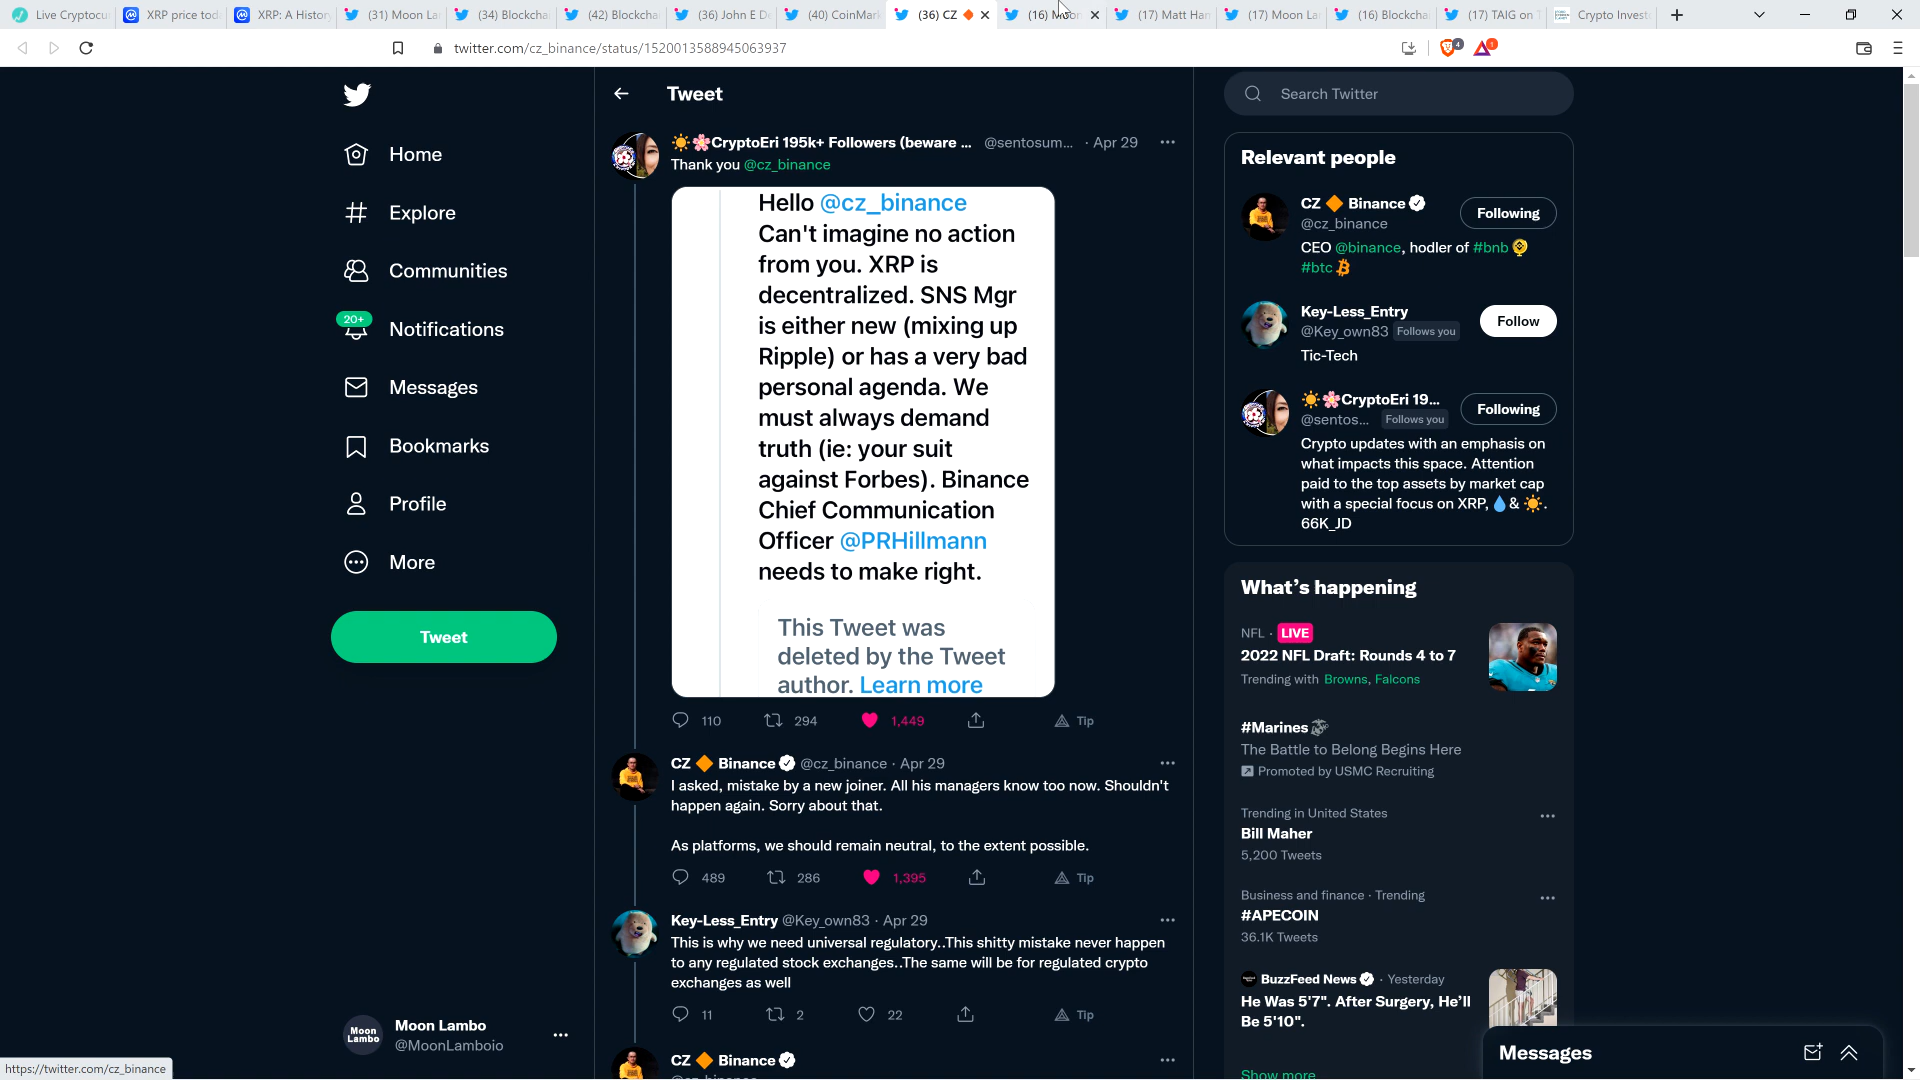 Live Cryptocur
XRP price tod
XRP: A Histor
(31) Moon La
(34) Blockcha
(42) Blockcha
(36) John E D
(40) CoinMark
(36) CZ
(16) Moon
(17) Matt Ham
(17) Moon La
(16) Blockcha
(17) TAIG on T
Crypto Invest
twitter.com/cz_binance/status/1520013588945063937
4
1
Home
Explore
Communities
20+
Notifications
Messages
Bookmarks
Profile
More
Tweet
Moon Lambo
Moon Lambo
@MoonLamboio
https://twitter.com/cz_binance
Tweet
CryptoEri 195k+ Followers (beware ... @sentosum... · Apr 29
Thank you @cz_binance
Hello @cz_binance
Can't imagine no action
from you. XRP is
decentralized. SNS Mgr
is either new (mixing up
Ripple) or has a very bad
personal agenda. We
must always demand
truth (ie: your suit
against Forbes). Binance
Chief Communication
Officer @PRHillmann
needs to make right.
This Tweet was
deleted by the Tweet
author. Learn more
110 294 1,449 Tip
CZ Binance @cz_binance · Apr 29
I asked, mistake by a new joiner. All his managers know too now. Shouldn't
happen again. Sorry about that.
As platforms, we should remain neutral, to the extent possible.
489 286 1,395 Tip
Key-Less_Entry @Key_own83 · Apr 29
This is why we need universal regulatory..This shitty mistake never happen
to any regulated stock exchanges..The same will be for regulated crypto
exchanges as well
11 2 22 Tip
CZ Binance
@cz_binance
Search Twitter
Relevant people
CZ Binance
@cz_binance
Following
CEO @binance, hodler of #bnb
#btc
Key-Less_Entry
@Key_own83 Follows you
Follow
Tic-Tech
CryptoEri 19...
@sentos... Follows you
Following
Crypto updates with an emphasis on
what impacts this space. Attention
paid to the top assets by market cap
with a special focus on XRP, & .
66K_JD
What's happening
NFL · LIVE
2022 NFL Draft: Rounds 4 to 7
Trending with Browns, Falcons
#Marines
The Battle to Belong Begins Here
Promoted by USMC Recruiting
Trending in United States
Bill Maher
5,200 Tweets
Business and finance · Trending
#APECOIN
36.1K Tweets
BuzzFeed News · Yesterday
He Was 5'7". After Surgery, He'll
Be 5'10".
Show more
Messages